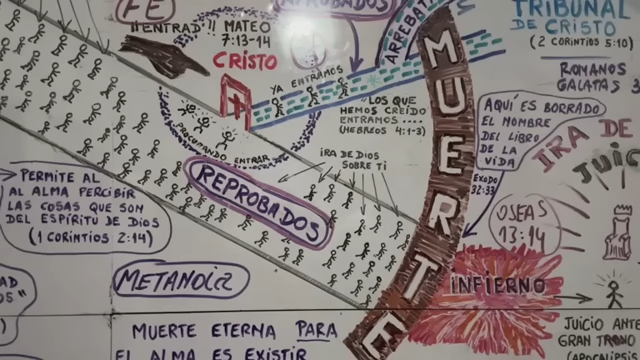 FE
APROBADOS
ARREBATA
TRIBUNAL
DE CRISTO
(2 CORINTIOS 5:10)
¡¡ENTRAD!! MATEO
7:13-14
CRISTO
YA ENTRAMOS
"LOS QUE
HEMOS CREÍDO
ENTRAMOS....
(HEBREOS 4:1-3)
PROCURANDO ENTRAR
IRA DE DIOS
SOBRE TI
REPROBADOS
MUERTE
ROMANOS
GALATAS 3
AQUÍ ES BORRADO
EL NOMBRE
DEL LIBRO
DE LA
VIDA
EXODO
32:33
IRA DE
JUIC
OSEAS
13:14
INFIERNO
JUICIO ANTE
GRAN TRONO
(APOCALIPSIS
PERMITE AL
AL ALMA PERCIBIR
LAS COSAS QUE SON
DEL ESPÍRITU DE DIOS
(1 CORINTIOS 2:14)
METANOIA
MUERTE ETERNA PARA
EL ALMA ES EXISTIR